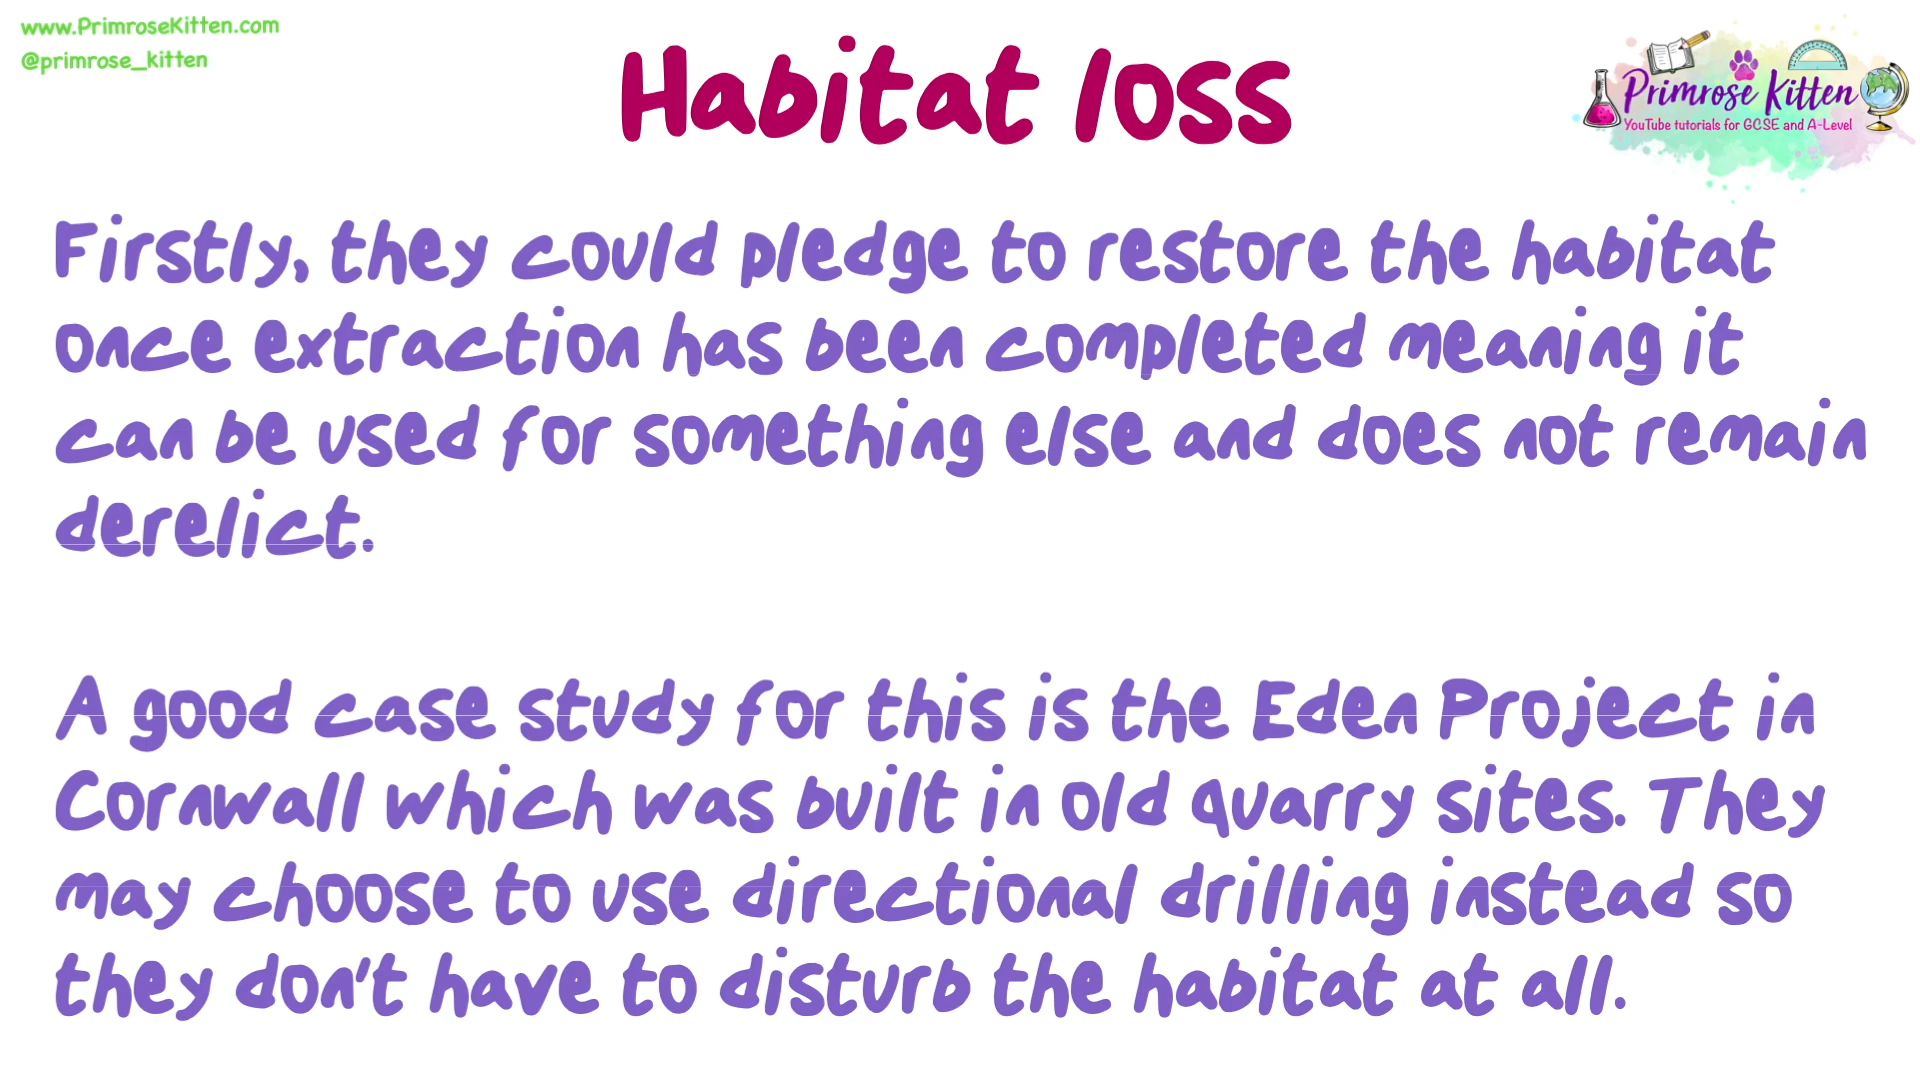 www.PrimroseKitten.com
@primrose_kitten
Habitat loss
Primrose Kitten
YouTube tutorials for GCSE and A-Level
Firstly, they could pledge to restore the habitat
once extraction has been completed meaning it
can be used for something else and does not remain
derelict.
A good case study for this is the Eden Project in
Cornwall which was built in old quarry sites. They
may choose to use directional drilling instead so
they don't have to disturb the habitat at all.